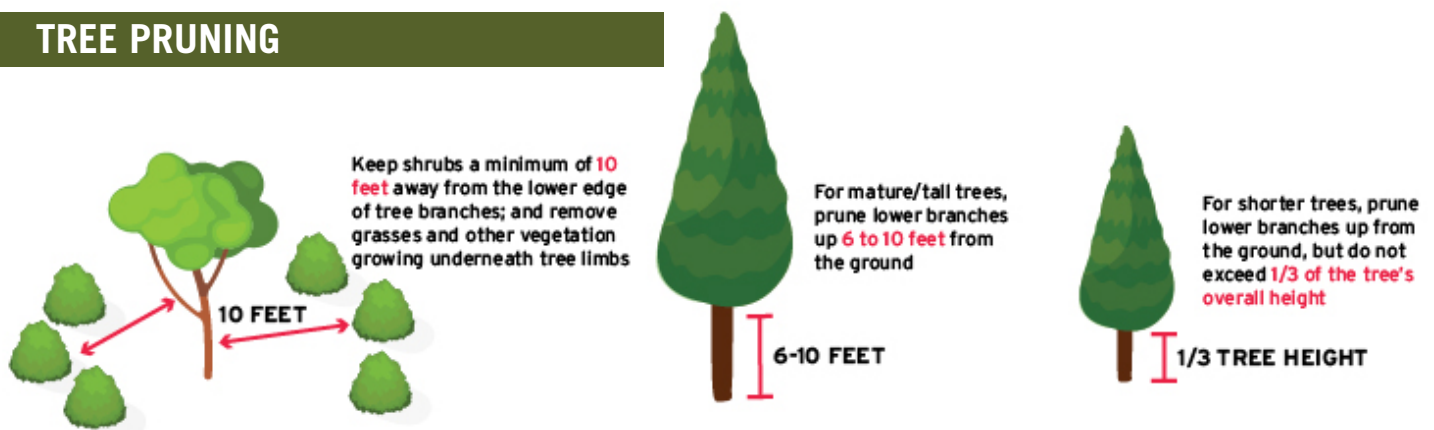 TREE PRUNING
Keep shrubs a minimum of 10
feet away from the lower edge
of tree branches; and remove
grasses and other vegetation
growing underneath tree limbs
10 FEET
For mature/tall trees,
prune lower branches
up 6 to 10 feet from
the ground
6-10 FEET
For shorter trees, prune
lower branches up from
the ground, but do not
exceed 1/3 of the tree's
overall height
1/3 TREE HEIGHT